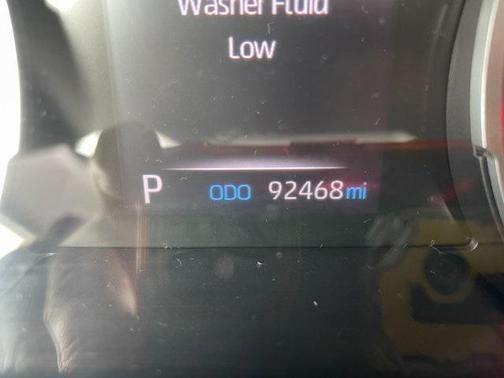 Washer Fluid
Low
P ODO 92468 mi